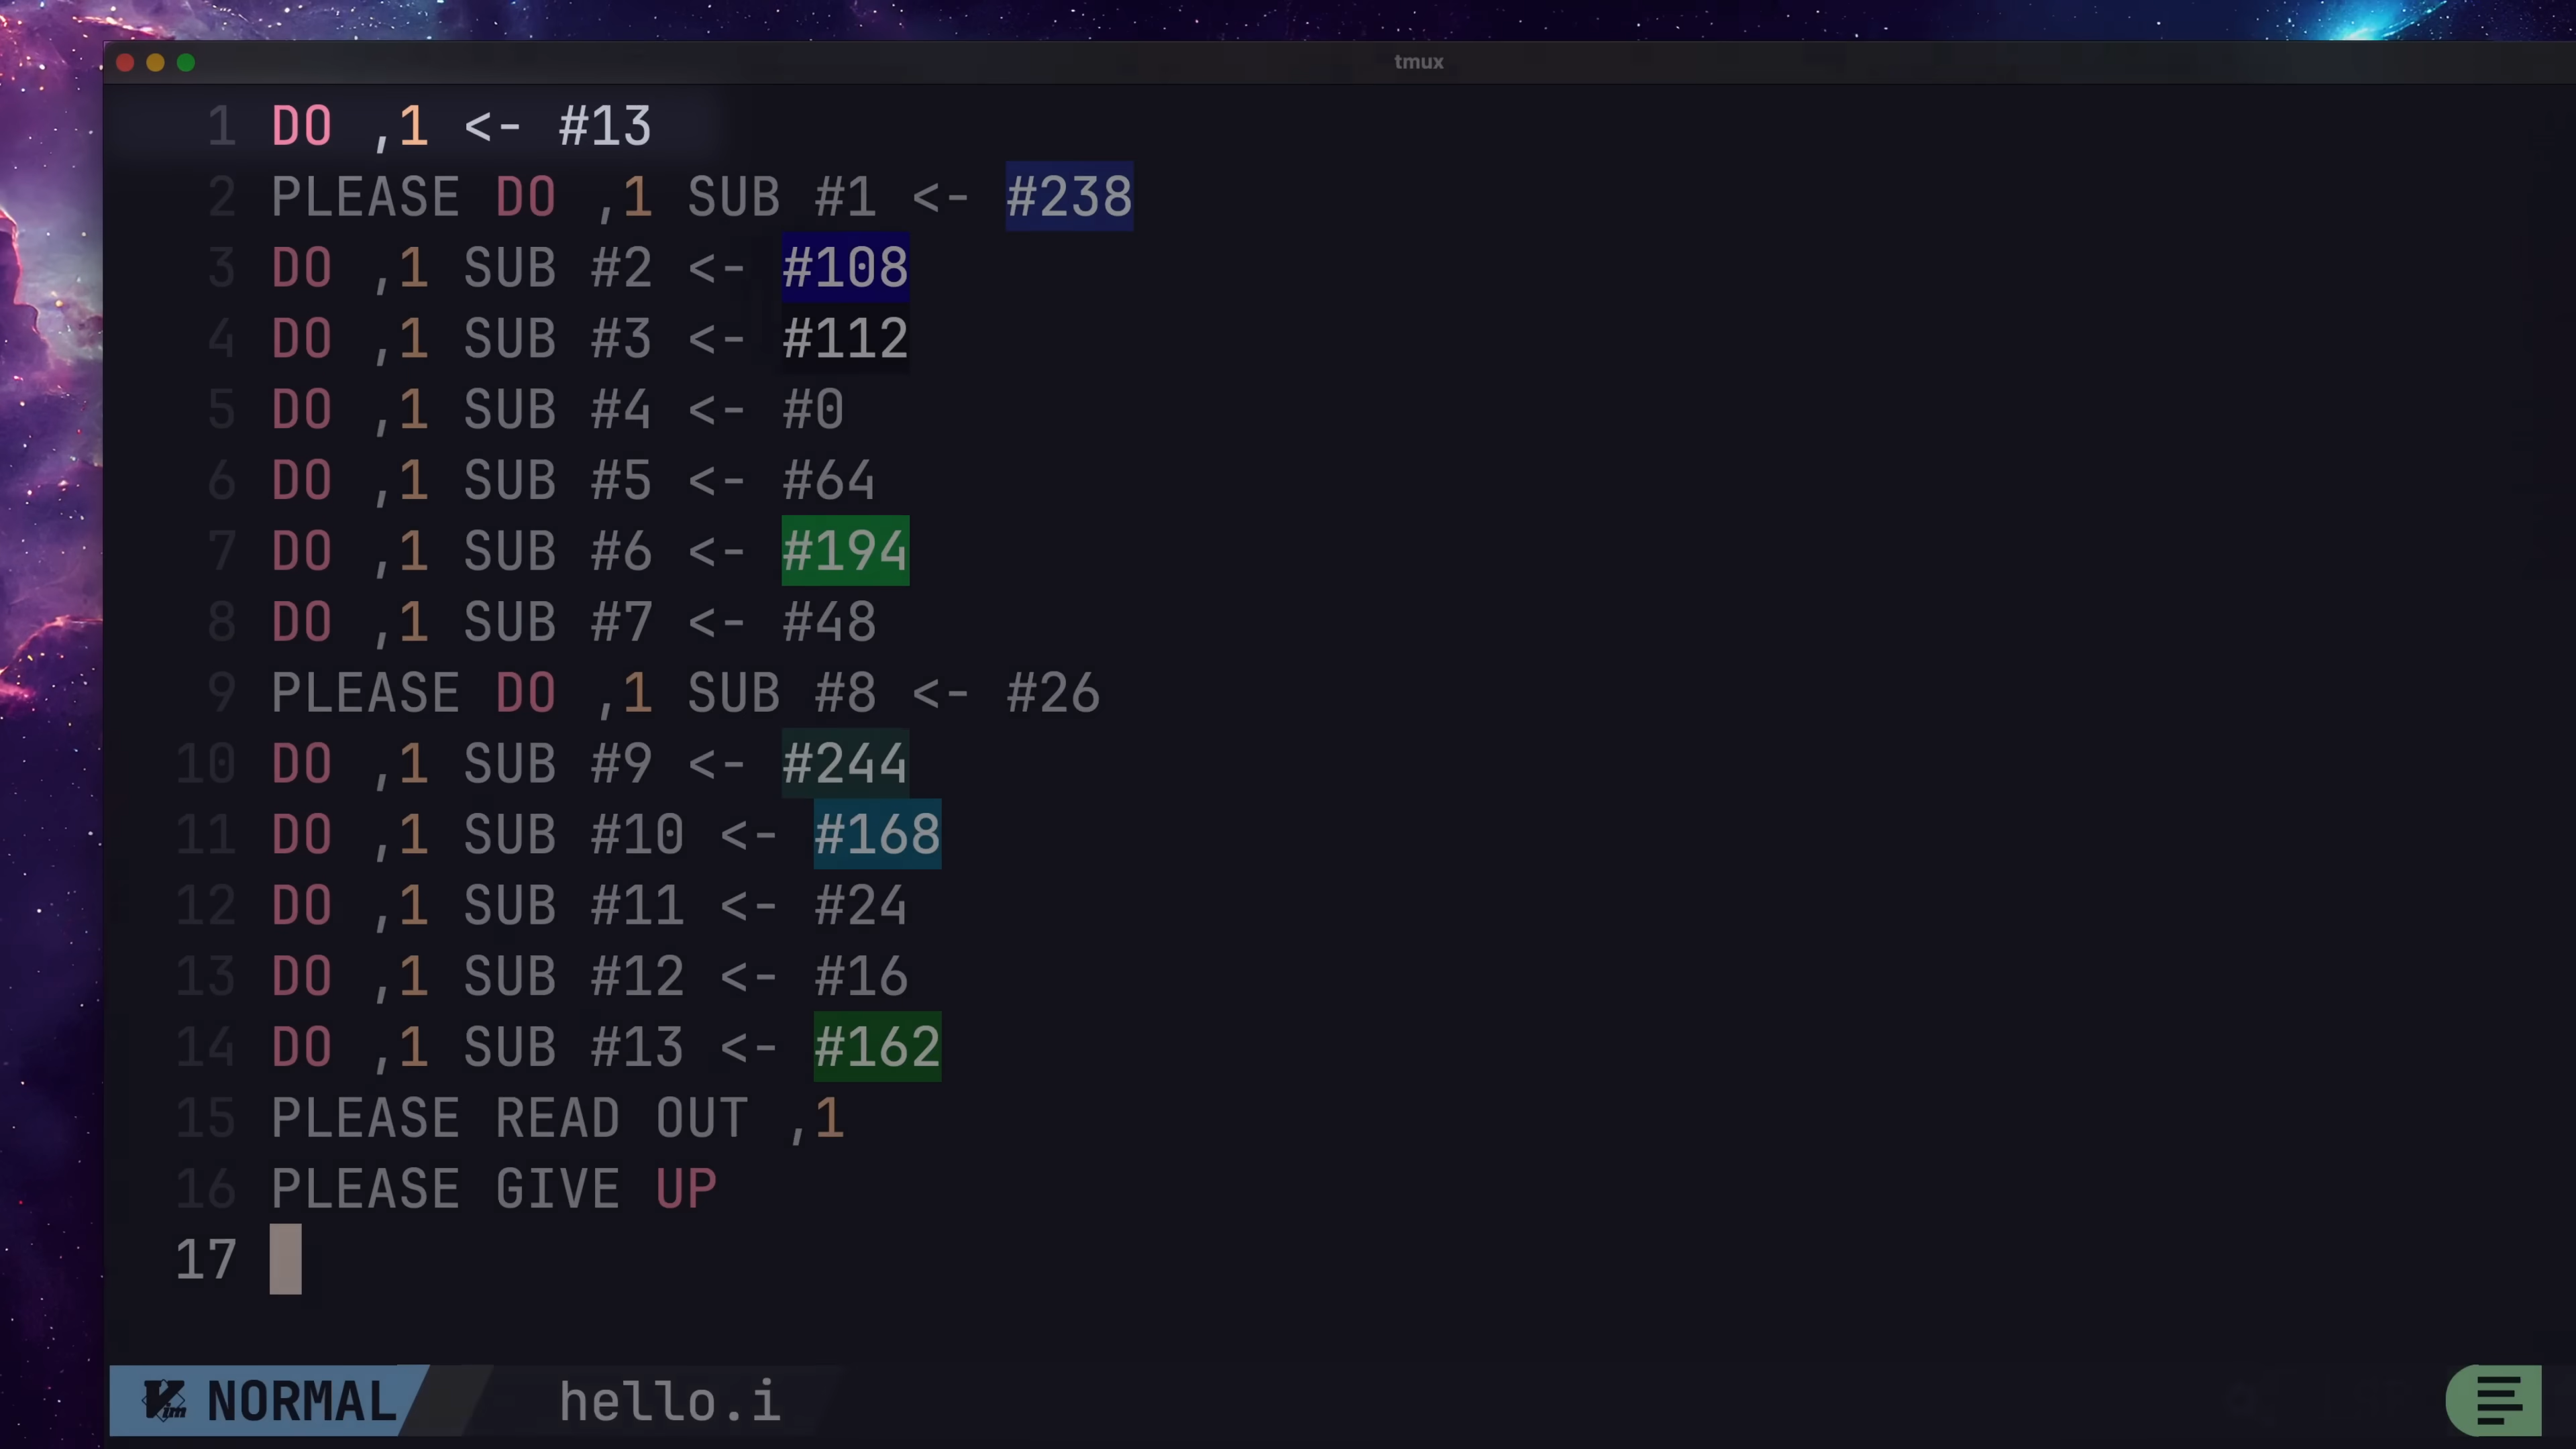 tmux
1 DO ,1 <- #13
2 PLEASE DO ,1 SUB #1 <- #238
3 DO ,1 SUB #2 <- #108
4 DO ,1 SUB #3 <- #112
5 DO ,1 SUB #4 <- #0
6 DO ,1 SUB #5 <- #64
7 DO ,1 SUB #6 <- #194
8 DO ,1 SUB #7 <- #48
9 PLEASE DO ,1 SUB #8 <- #26
10 DO ,1 SUB #9 <- #244
11 DO ,1 SUB #10 <- #168
12 DO ,1 SUB #11 <- #24
13 DO ,1 SUB #12 <- #16
14 DO ,1 SUB #13 <- #162
15 PLEASE READ OUT ,1
16 PLEASE GIVE UP
17
Vim NORMAL hello.i